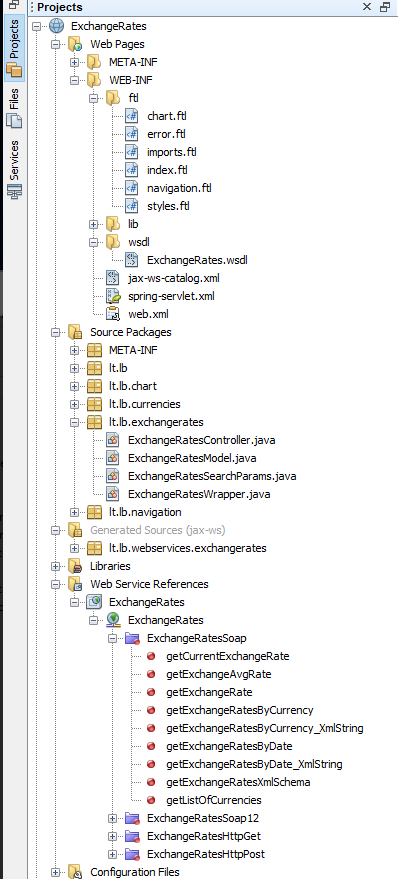 Projects
Projects
Files
Services
ExchangeRates
Web Pages
META-INF
WEB-INF
ftl
chart.ftl
error.ftl
imports.ftl
index.ftl
navigation.ftl
styles.ftl
lib
wsdl
ExchangeRates.wsdl
jax-ws-catalog.xml
spring-servlet.xml
web.xml
Source Packages
META-INF
lt.lb
lt.lb.chart
lt.lb.currencies
lt.lb.exchangerates
ExchangeRatesController.java
ExchangeRatesModel.java
ExchangeRatesSearchParams.java
ExchangeRatesWrapper.java
lt.lb.navigation
Generated Sources (jax-ws)
lt.lb.webservices.exchangerates
Libraries
Web Service References
ExchangeRates
ExchangeRates
ExchangeRatesSoap
getCurrentExchangeRate
getExchangeAvgRate
getExchangeRate
getExchangeRatesByCurrency
getExchangeRatesByCurrency_XmlString
getExchangeRatesByDate
getExchangeRatesByDate_XmlString
getExchangeRatesXmlSchema
getListOfCurrencies
ExchangeRatesSoap12
ExchangeRatesHttpGet
ExchangeRatesHttpPost
Configuration Files